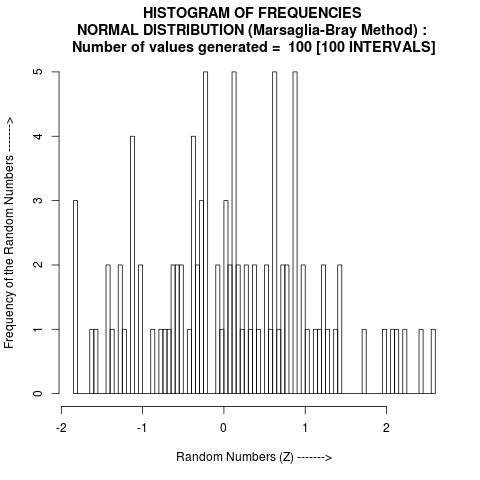 HISTOGRAM OF FREQUENCIES
NORMAL DISTRIBUTION (Marsaglia-Bray Method) :
Number of values generated =  100 [100 INTERVALS]
Frequency of the Random Numbers ------->
5
4
3
2
1
0
-2 -1 0 1 2
Random Numbers (Z) ------->